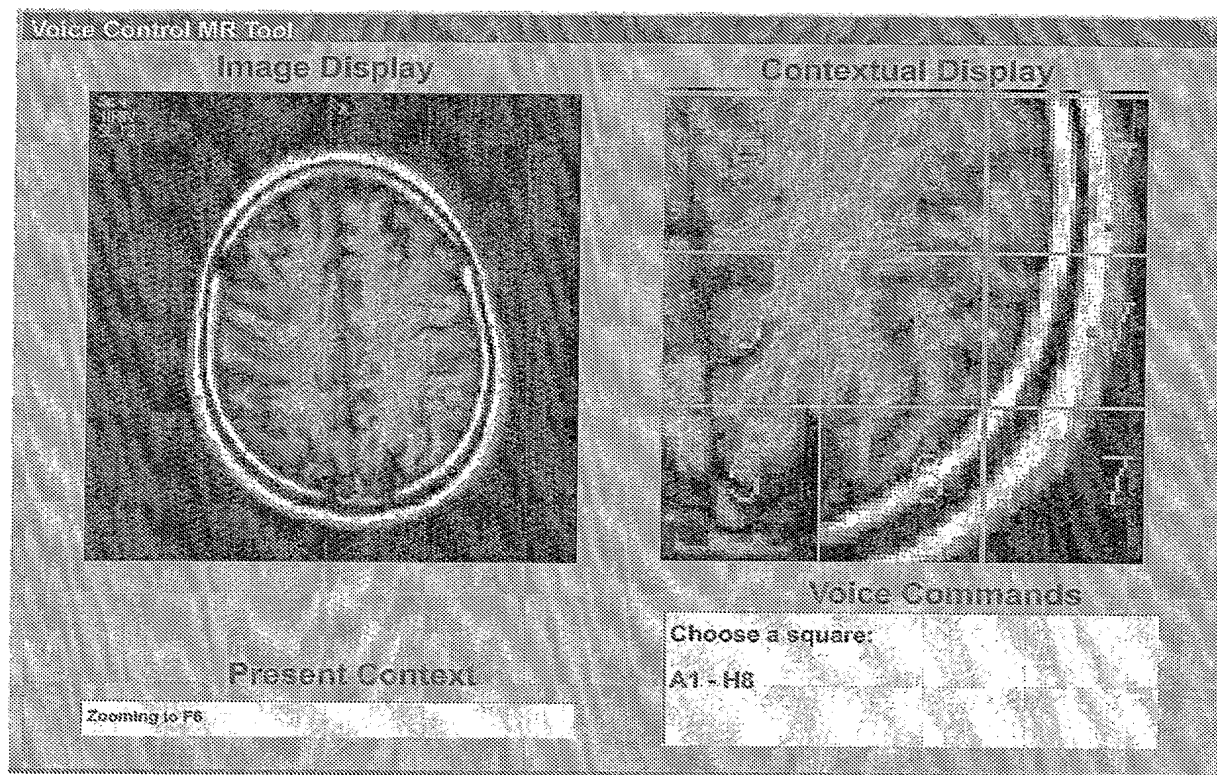 Voice Control MR Tool
Image Display
Contextual Display
Voice Commands
Choose a square:
A1 - H8
Present Context
Zooming to F6